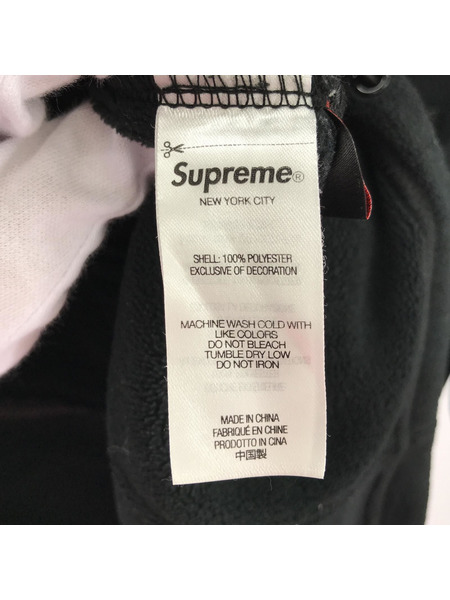 Supreme®
NEW YORK CITY
SHELL: 100% POLYESTER
EXCLUSIVE OF DECORATION
MACHINE WASH COLD WITH
LIKE COLORS
DO NOT BLEACH
TUMBLE DRY LOW
DO NOT IRON
MADE IN CHINA
FABRIQUÉ EN CHINE
PRODOTTO IN CINA
中国製